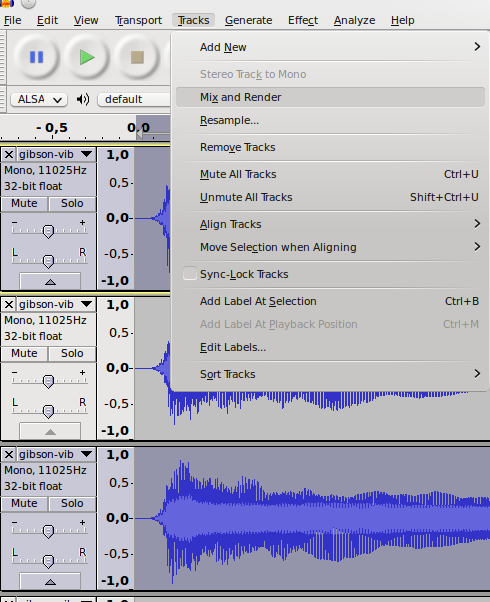 File Edit View Transport Tracks Generate Effect Analyze Help
Add New
Stereo Track to Mono
Mix and Render
Resample...
Remove Tracks
Mute All Tracks Ctrl+U
Unmute All Tracks Shift+Ctrl+U
Align Tracks
Move Selection when Aligning
Sync-Lock Tracks
Add Label At Selection Ctrl+B
Add Label At Playback Position Ctrl+M
Edit Labels...
Sort Tracks
ALSA default
- 0,5 0,0
gibson-vib 1,0
Mono, 11025Hz
32-bit float 0,5
Mute Solo
- + 0,0
L R -0,5
-1,0
gibson-vib 1,0
Mono, 11025Hz
32-bit float 0,5
Mute Solo
- + 0,0
L R -0,5
-1,0
gibson-vib 1,0
Mono, 11025Hz
32-bit float 0,5
Mute Solo
- + 0,0
L R -0,5
-1,0